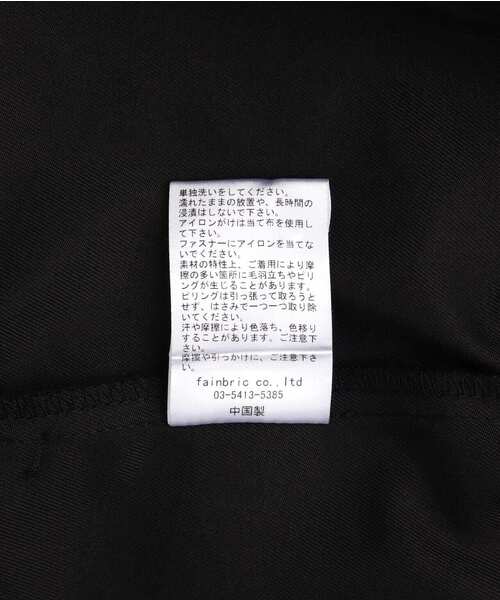 単独洗いをしてください。
濡れたままの放置や、長時間の
浸漬はしないで下さい。
アイロンがけは当て布を使用し
て下さい。
ファスナーにアイロンを当てな
いでください。
素材の特性上、ご着用により摩
擦の多い箇所に毛羽立ちやピリ
ングが生じることがあります。
ピリングは引っ張って取ろうと
せず、はさみで一つ一つ取り除
いてください。
汗や摩擦により色落ち、色移り
することがあります。ご注意下
さい。
摩擦や引っかけに、ご注意下さ
い。
fainbric co.,ltd
03-5413-5385
中国製